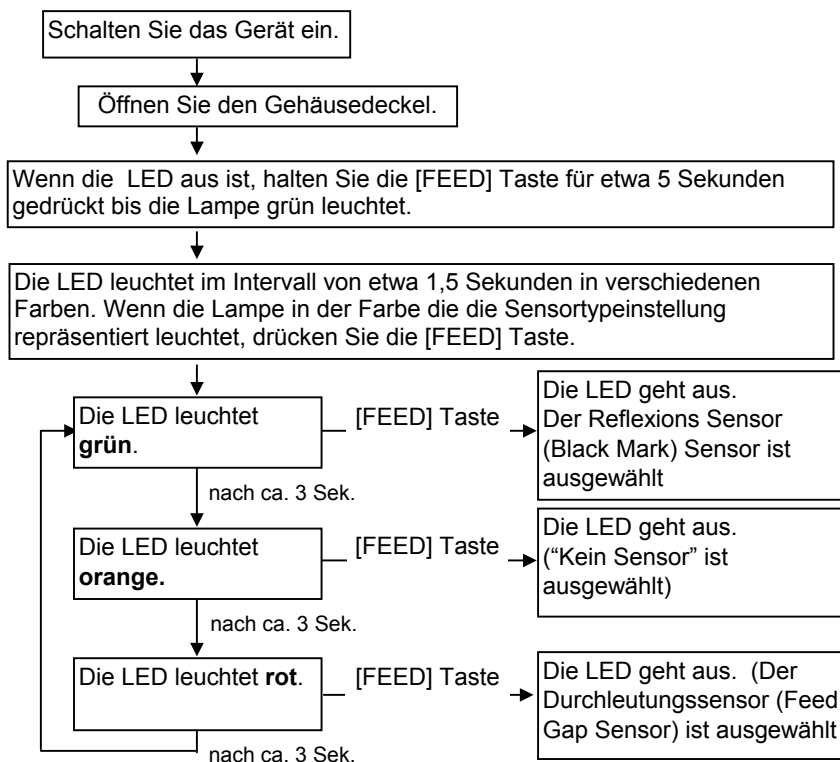 Schalten Sie das Gerät ein.
Öffnen Sie den Gehäusedeckel.
Wenn die LED aus ist, halten Sie die [FEED] Taste für etwa 5 Sekunden
gedrückt bis die Lampe grün leuchtet.
Die LED leuchtet im Intervall von etwa 1,5 Sekunden in verschiedenen
Farben. Wenn die Lampe in der Farbe die die Sensortypeinstellung
repräsentiert leuchtet, drücken Sie die [FEED] Taste.
Die LED leuchtet
grün.
[FEED] Taste
Die LED geht aus.
Der Reflexions Sensor
(Black Mark) Sensor ist
ausgewählt
nach ca. 3 Sek.
Die LED leuchtet
orange.
[FEED] Taste
Die LED geht aus.
(“Kein Sensor” ist
ausgewählt)
nach ca. 3 Sek.
Die LED leuchtet rot.
[FEED] Taste
Die LED geht aus. (Der
Durchleutungssensor (Feed
Gap Sensor) ist ausgewählt
nach ca. 3 Sek.